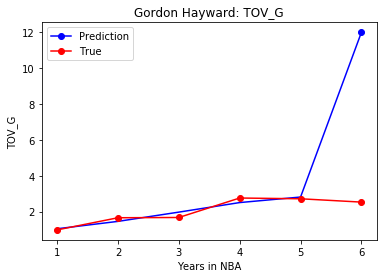 Gordon Hayward: TOV_G
Prediction
True
12
10
8
6
4
2
TOV_G
1 2 3 4 5 6
Years in NBA